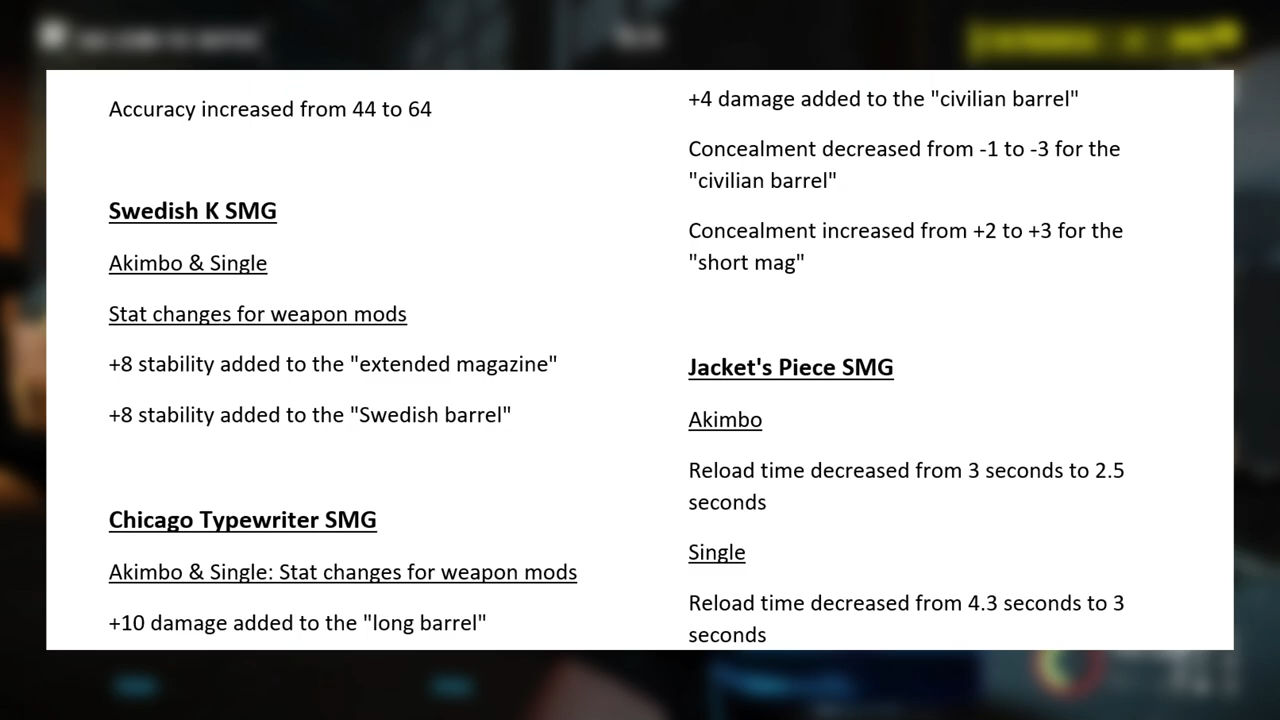 Accuracy increased from 44 to 64
Swedish K SMG
Akimbo & Single
Stat changes for weapon mods
+8 stability added to the "extended magazine"
+8 stability added to the "Swedish barrel"
Chicago Typewriter SMG
Akimbo & Single: Stat changes for weapon mods
+10 damage added to the "long barrel"
+4 damage added to the "civilian barrel"
Concealment decreased from -1 to -3 for the
"civilian barrel"
Concealment increased from +2 to +3 for the
"short mag"
Jacket's Piece SMG
Akimbo
Reload time decreased from 3 seconds to 2.5
seconds
Single
Reload time decreased from 4.3 seconds to 3
seconds